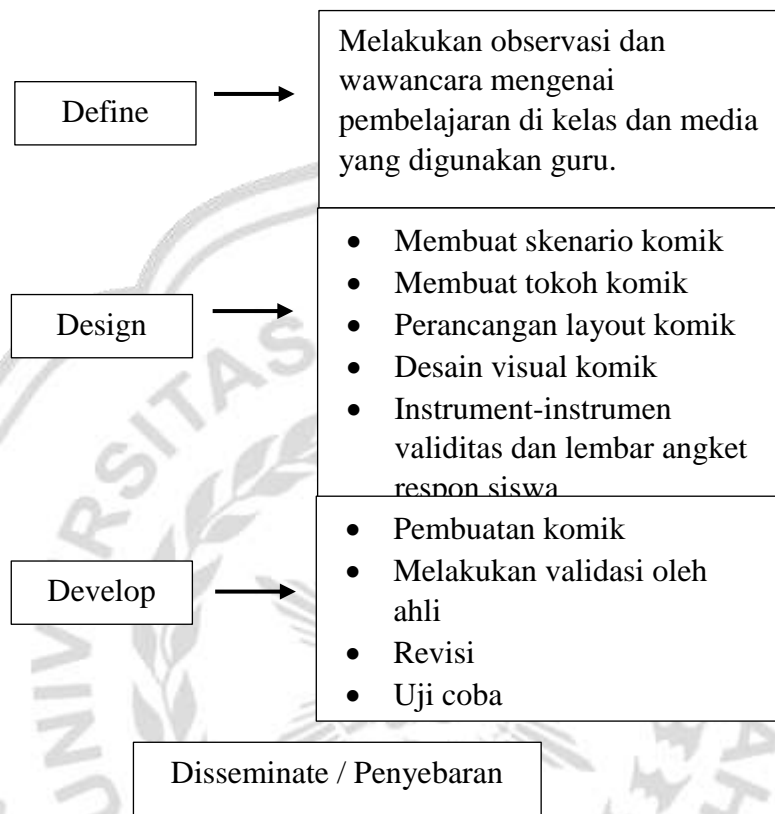 Define
Melakukan observasi dan
wawancara mengenai
pembelajaran di kelas dan media
yang digunakan guru.
Design
• Membuat skenario komik
• Membuat tokoh komik
• Perancangan layout komik
• Desain visual komik
• Instrument-instrumen
validitas dan lembar angket
respon siswa
Develop
• Pembuatan komik
• Melakukan validasi oleh
ahli
• Revisi
• Uji coba
Disseminate / Penyebaran